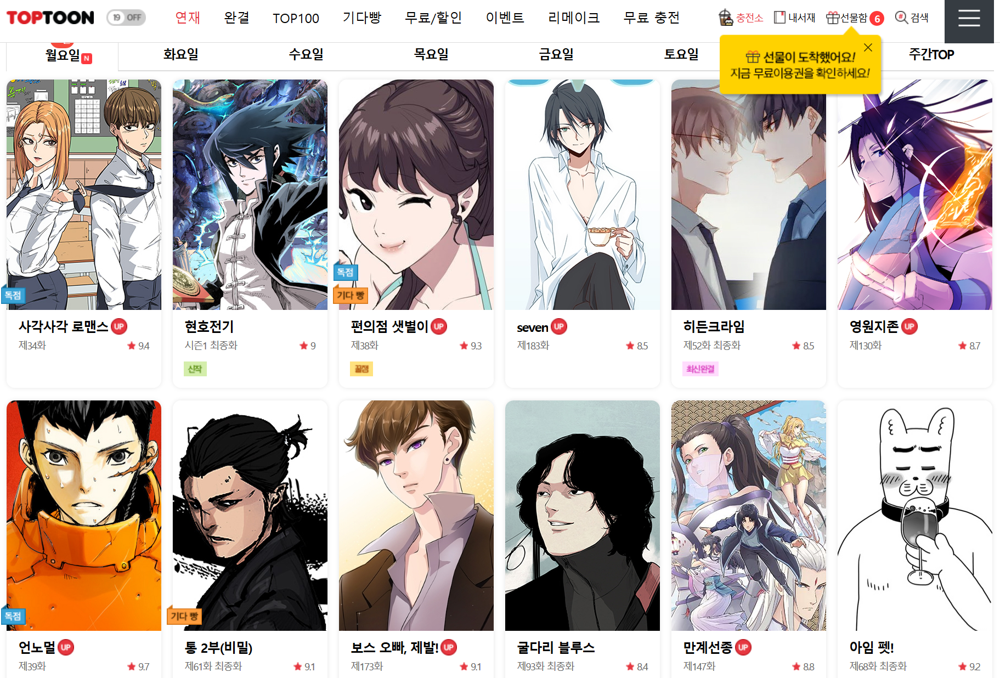 TOPTOON 19 OFF 연재 완결 TOP100 기다빵 무료/할인 이벤트 리메이크 무료 충전 충전소 내서재 선물함 6 검색
월요일 N 화요일 수요일 목요일 금요일 토요일 주간TOP
선물이 도착했어요!
지금 무료이용권을 확인하세요!
독점
독점
기다 빵
사각사각 로맨스 UP
제34화 9.4
현호전기
시즌1 최종화 9
신작
편의점 샛별이 UP
제38화 9.3
꿀잼
seven UP
제183화 8.5
히든크라임
제52화 최종화 8.5
최신완결
영원지존 UP
제130화 8.7
독점
기다 빵
언노멀 UP
제39화 9.7
통 2부(비밀)
제61화 최종화 9.1
보스 오빠, 제발! UP
제173화 9.1
굴다리 블루스
제93화 최종화 8.4
만계선종 UP
제147화 8.8
아임 펫!
제68화 최종화 9.2